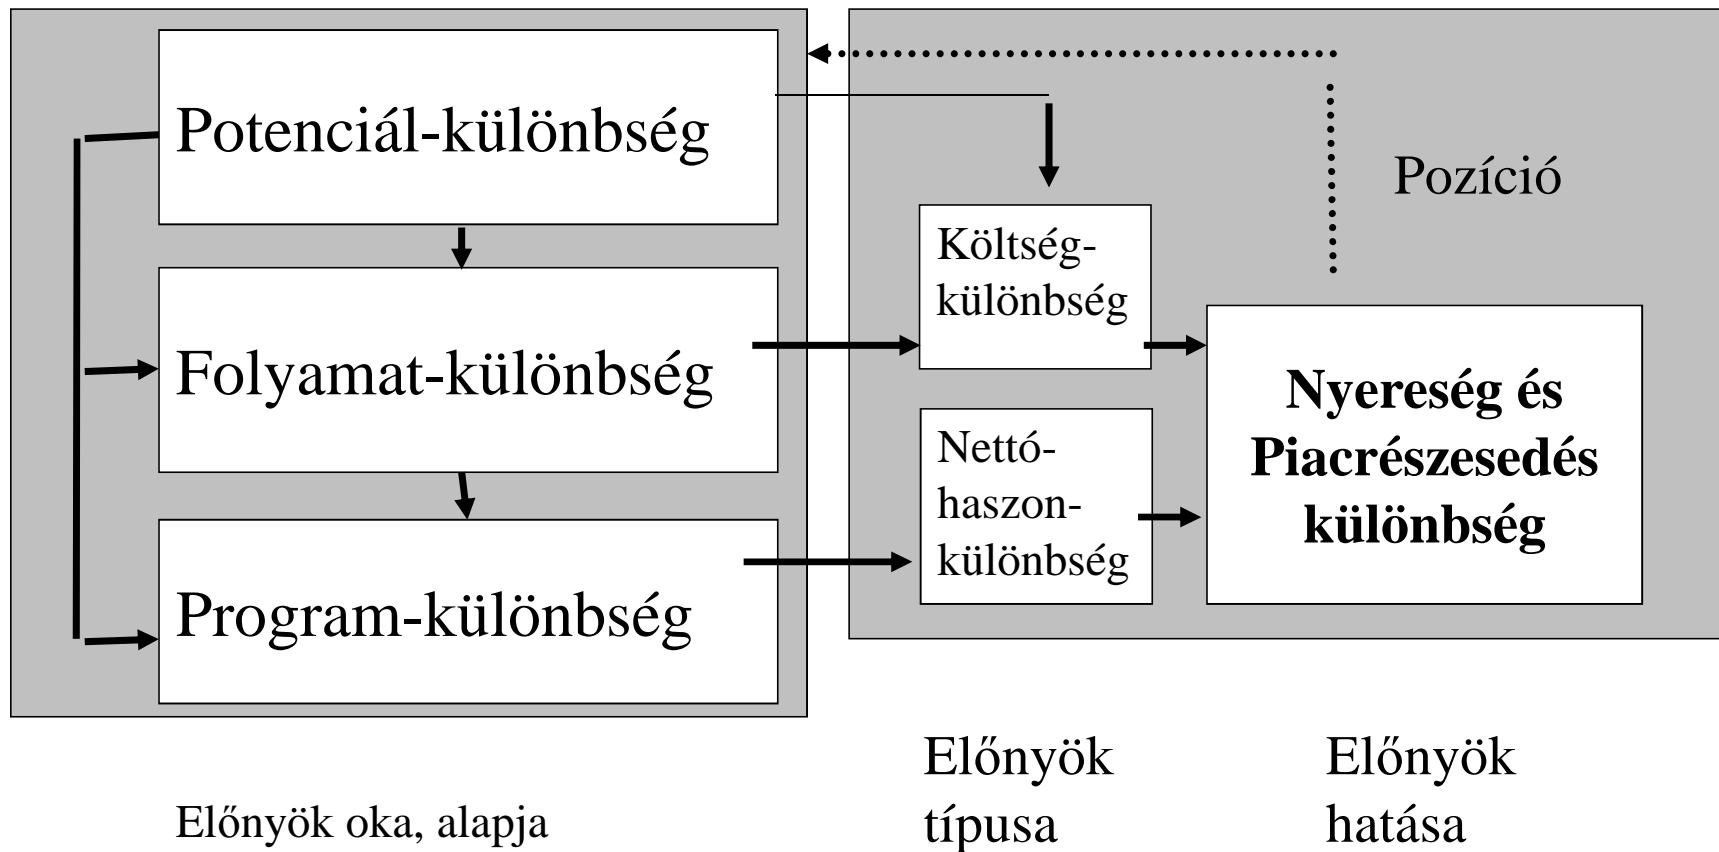 Potenciál-különbség
Folyamat-különbség
Program-különbség
Pozíció
Költség-
különbség
Nettó-
haszon-
különbség
Nyereség és
Piacrészesedés
különbség
Előnyök oka, alapja
Előnyök
típusa
Előnyök
hatása